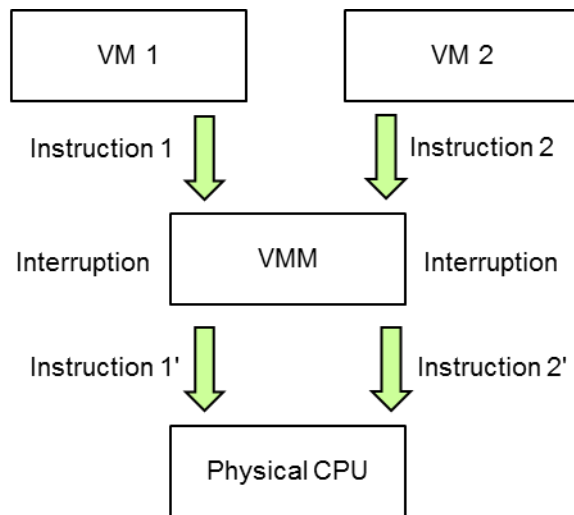 VM 1
VM 2
Instruction 1
Instruction 2
Interruption
VMM
Interruption
Instruction 1'
Instruction 2'
Physical CPU